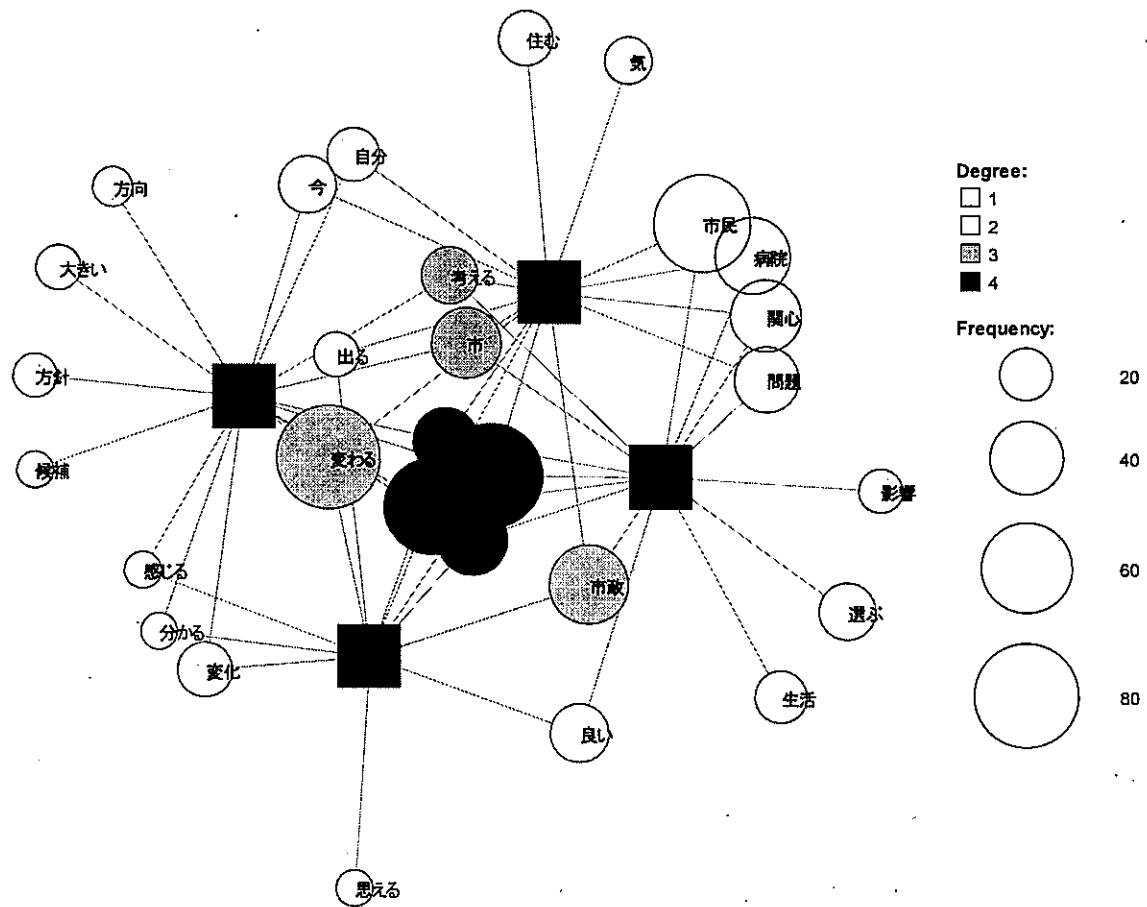 住む
気
自分
今
方向
市民
大きい
病院
考える
関心
市
出る
問題
方針
変わる
候補
影響
感じる
市政
選ぶ
分かる
変化
生活
良い
思える
Degree:
1
2
3
4
Frequency:
20
40
60
80